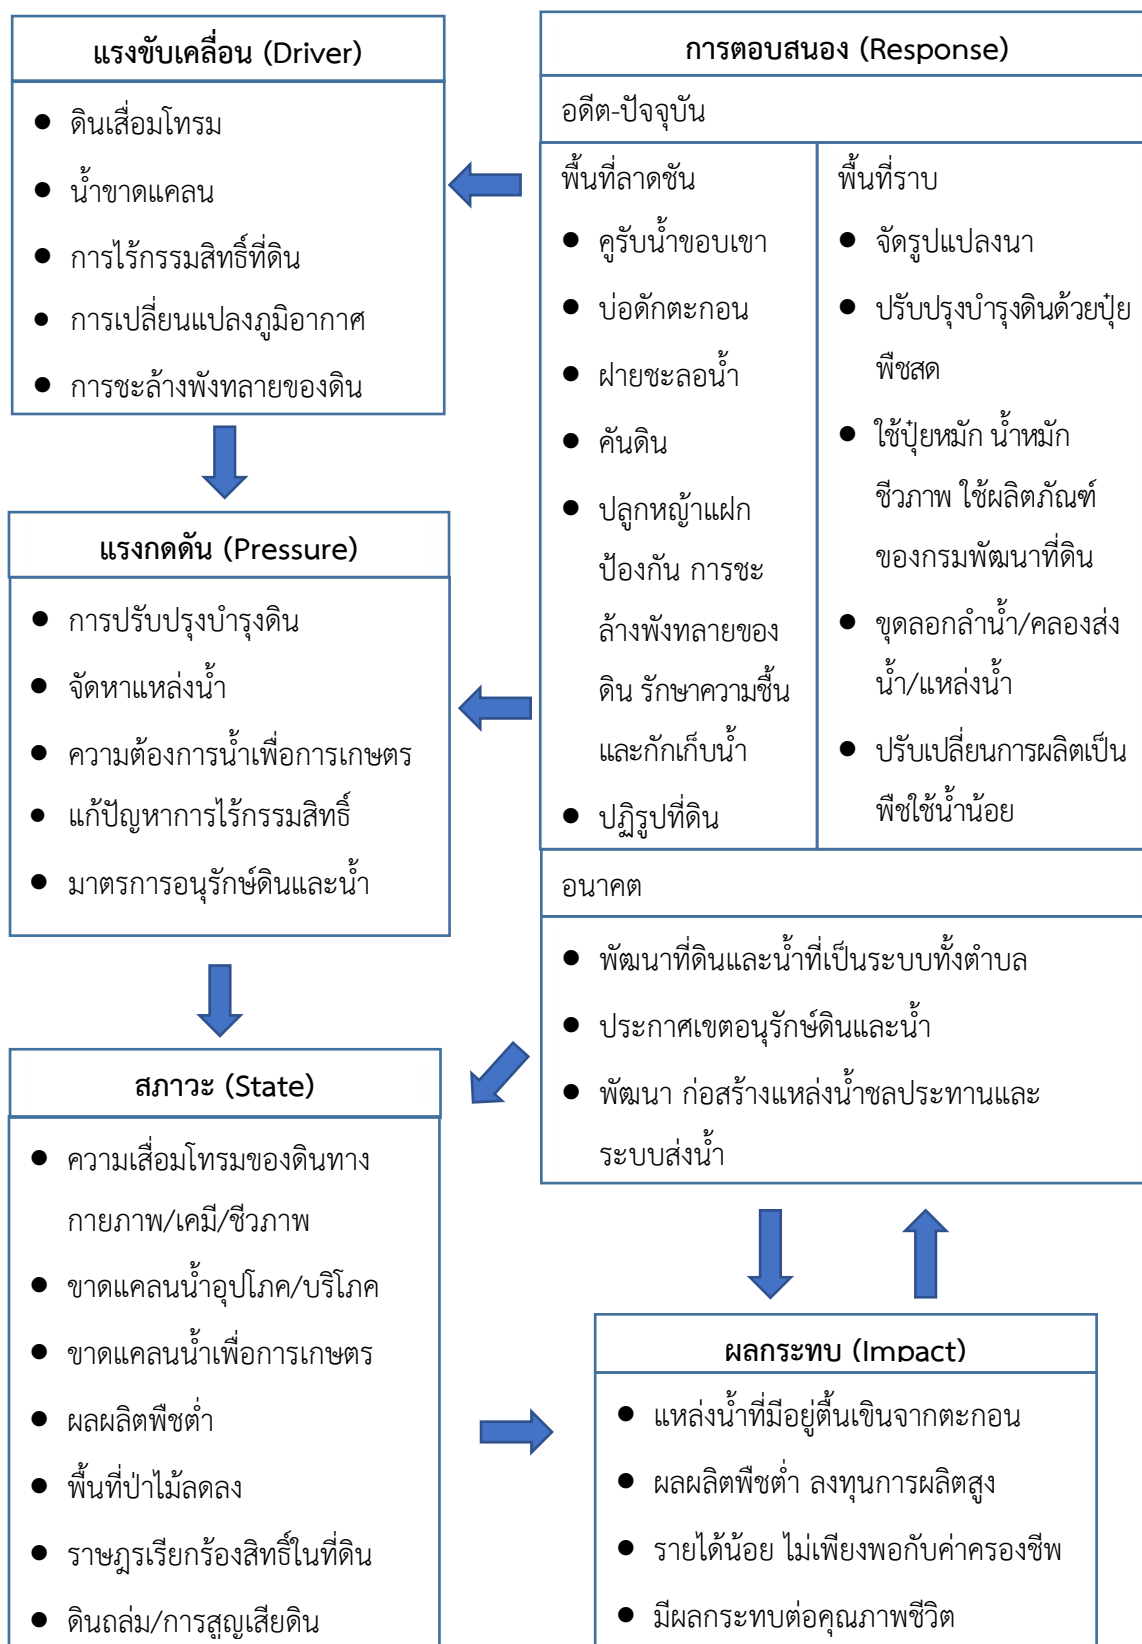 แรงขับเคลื่อน (Driver)
ดินเสื่อมโทรม
น้ำขาดแคลน
การไร้กรรมสิทธิ์ที่ดิน
การเปลี่ยนแปลงภูมิอากาศ
การชะล้างพังทลายของดิน
แรงกดดัน (Pressure)
การปรับปรุงบำรุงดิน
จัดหาแหล่งน้ำ
ความต้องการน้ำเพื่อการเกษตร
แก้ปัญหาการไร้กรรมสิทธิ์
มาตรการอนุรักษ์ดินและน้ำ
สภาวะ (State)
ความเสื่อมโทรมของดินทาง
กายภาพ/เคมี/ชีวภาพ
ขาดแคลนน้ำอุปโภค/บริโภค
ขาดแคลนน้ำเพื่อการเกษตร
ผลผลิตพืชต่ำ
พื้นที่ป่าไม้ลดลง
ราษฎรเรียกร้องสิทธิ์ในที่ดิน
ดินถล่ม/การสูญเสียดิน
การตอบสนอง (Response)
อดีต-ปัจจุบัน
พื้นที่ลาดชัน
คูรับน้ำขอบเขา
บ่อดักตะกอน
ฝายชะลอน้ำ
คันดิน
ปลูกหญ้าแฝก
ป้องกัน การชะ
ล้างพังทลายของ
ดิน รักษาความชื้น
และกักเก็บน้ำ
ปฏิรูปที่ดิน
พื้นที่ราบ
จัดรูปแปลงนา
ปรับปรุงบำรุงดินด้วยปุ๋ย
พืชสด
ใช้ปุ๋ยหมัก น้ำหมัก
ชีวภาพ ใช้ผลิตภัณฑ์
ของกรมพัฒนาที่ดิน
ขุดลอกลำน้ำ/คลองส่ง
น้ำ/แหล่งน้ำ
ปรับเปลี่ยนการผลิตเป็น
พืชใช้น้ำน้อย
อนาคต
พัฒนาที่ดินและน้ำที่เป็นระบบทั้งตำบล
ประกาศเขตอนุรักษ์ดินและน้ำ
พัฒนา ก่อสร้างแหล่งน้ำชลประทานและ
ระบบส่งน้ำ
ผลกระทบ (Impact)
แหล่งน้ำที่มีอยู่ตื้นเขินจากตะกอน
ผลผลิตพืชต่ำ ลงทุนการผลิตสูง
รายได้น้อย ไม่เพียงพอกับค่าครองชีพ
มีผลกระทบต่อคุณภาพชีวิต